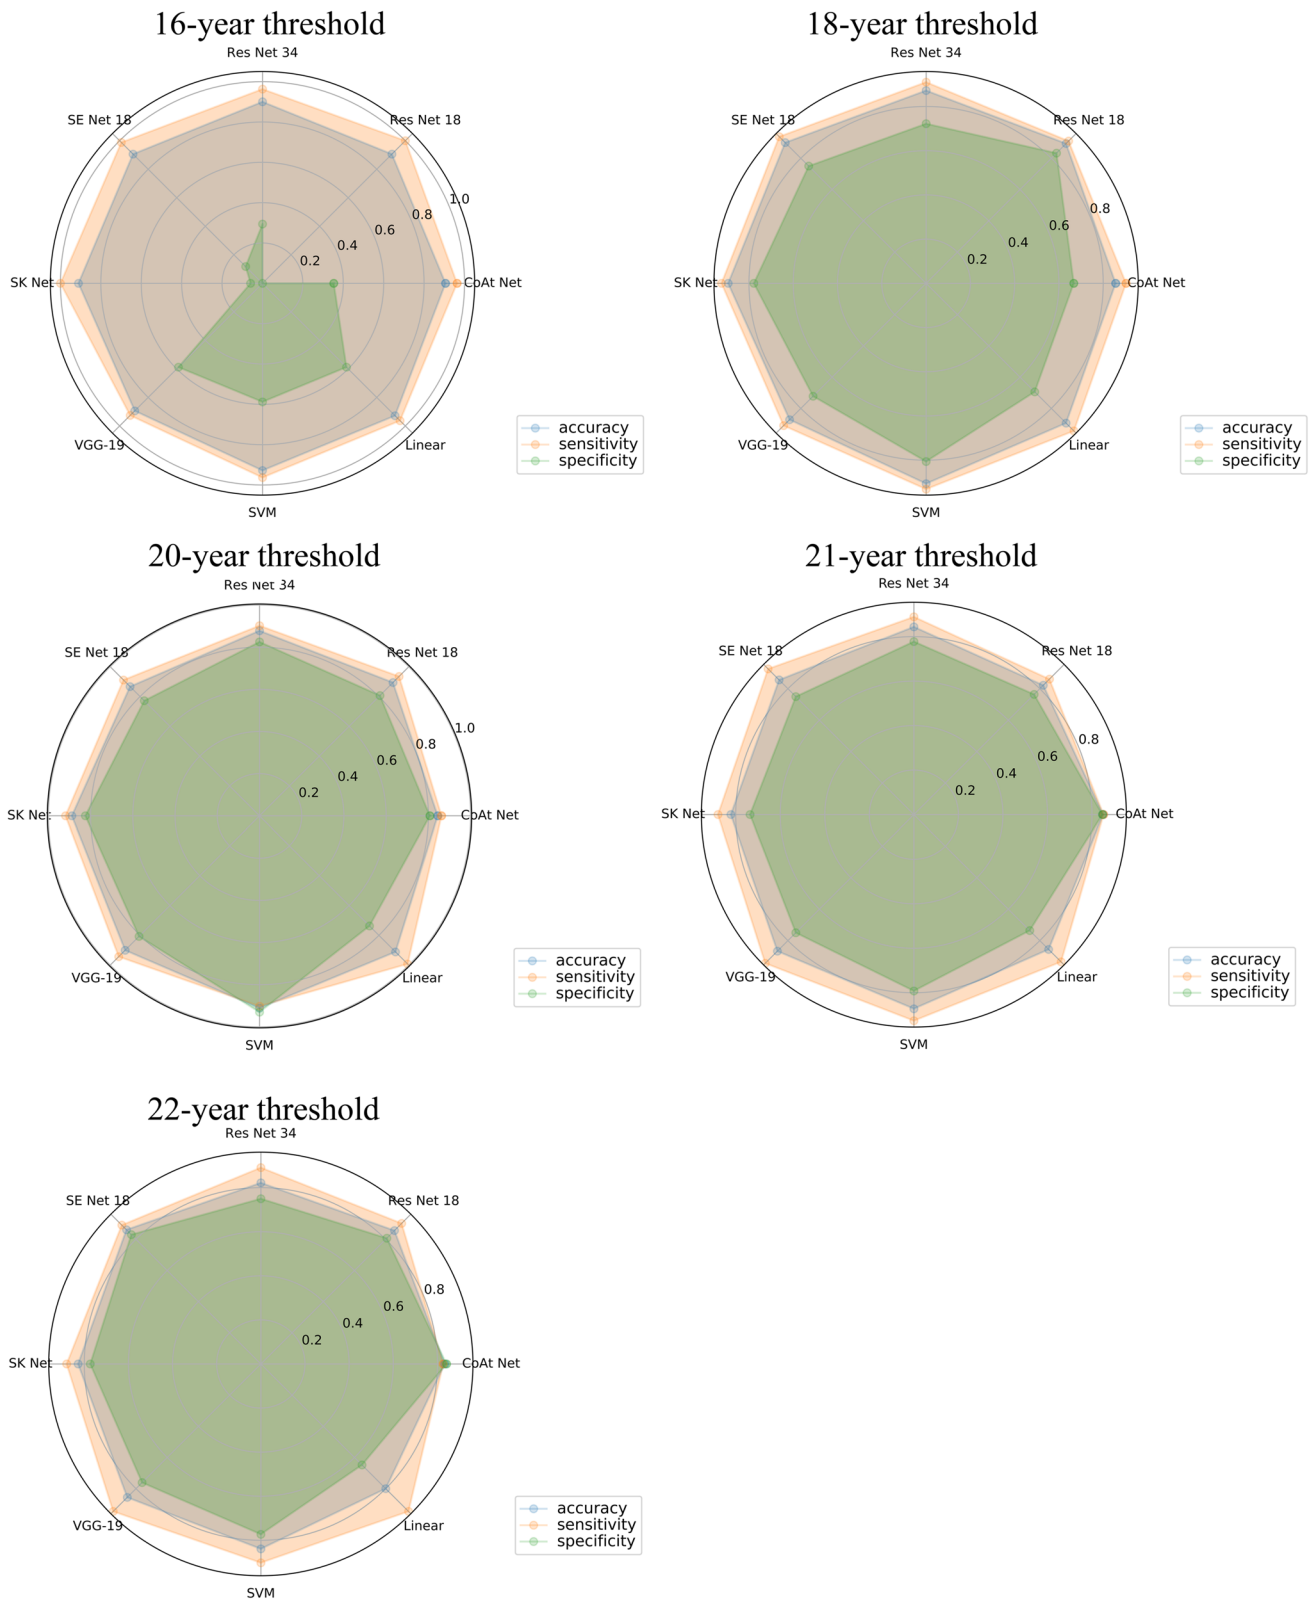 16-year threshold
Res Net 34
SE Net 18
Res Net 18
1.0
0.8
0.6
0.4
0.2
SK Net
CoAt Net
VGG-19
Linear
SVM
accuracy
sensitivity
specificity
18-year threshold
Res Net 34
SE Net 18
Res Net 18
0.8
0.6
0.4
0.2
SK Net
CoAt Net
VGG-19
Linear
SVM
accuracy
sensitivity
specificity
20-year threshold
Res Net 34
SE Net 18
Res Net 18
1.0
0.8
0.6
0.4
0.2
SK Net
CoAt Net
VGG-19
Linear
SVM
accuracy
sensitivity
specificity
21-year threshold
Res Net 34
SE Net 18
Res Net 18
0.8
0.6
0.4
0.2
SK Net
CoAt Net
VGG-19
Linear
SVM
accuracy
sensitivity
specificity
22-year threshold
Res Net 34
SE Net 18
Res Net 18
0.8
0.6
0.4
0.2
SK Net
CoAt Net
VGG-19
Linear
SVM
accuracy
sensitivity
specificity